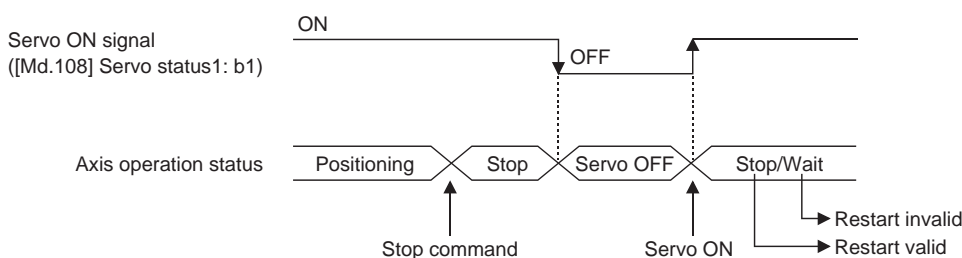 ON
Servo ON signal
([Md.108] Servo status1: b1)
OFF
Axis operation status
Positioning
Stop
Servo OFF
Stop/Wait
Restart invalid
Stop command
Servo ON
Restart valid